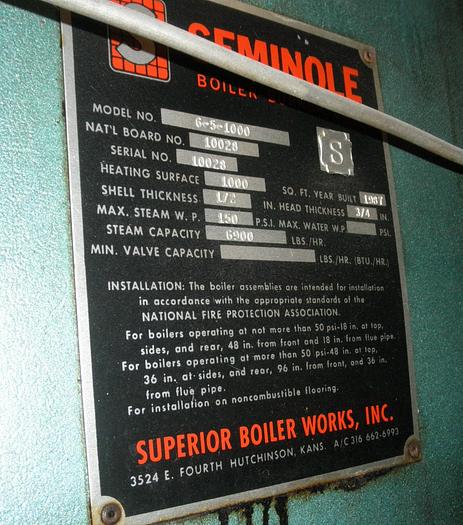 S
SEMINOLE
BOILER
MODEL NO. 6-5-1000
NAT'L BOARD NO. 10028
SERIAL NO. 10028
S
HEATING SURFACE 1000 SQ. FT. YEAR BUILT 1987
SHELL THICKNESS 1/2 IN. HEAD THICKNESS 3/4 IN.
MAX. STEAM W.P. 150 P.S.I. MAX. WATER W.P. PSI.
STEAM CAPACITY 6900 LBS./HR.
MIN. VALVE CAPACITY LBS./HR. (BTU./HR.)
INSTALLATION: The boiler assemblies are intended for installation
in accordance with the appropriate standards of the
NATIONAL FIRE PROTECTION ASSOCIATION.
For boilers operating at not more than 50 psi-18 in. at top,
sides, and rear, 48 in. from front and 18 in. from flue pipe.
For boilers operating at more than 50 psi-48 in. at top,
36 in. at sides, and rear, 96 in. from front, and 36 in.
from flue pipe.
For installation on noncombustible flooring.
SUPERIOR BOILER WORKS, INC.
3524 E. FOURTH HUTCHINSON, KANS. A/C 316 662-6993